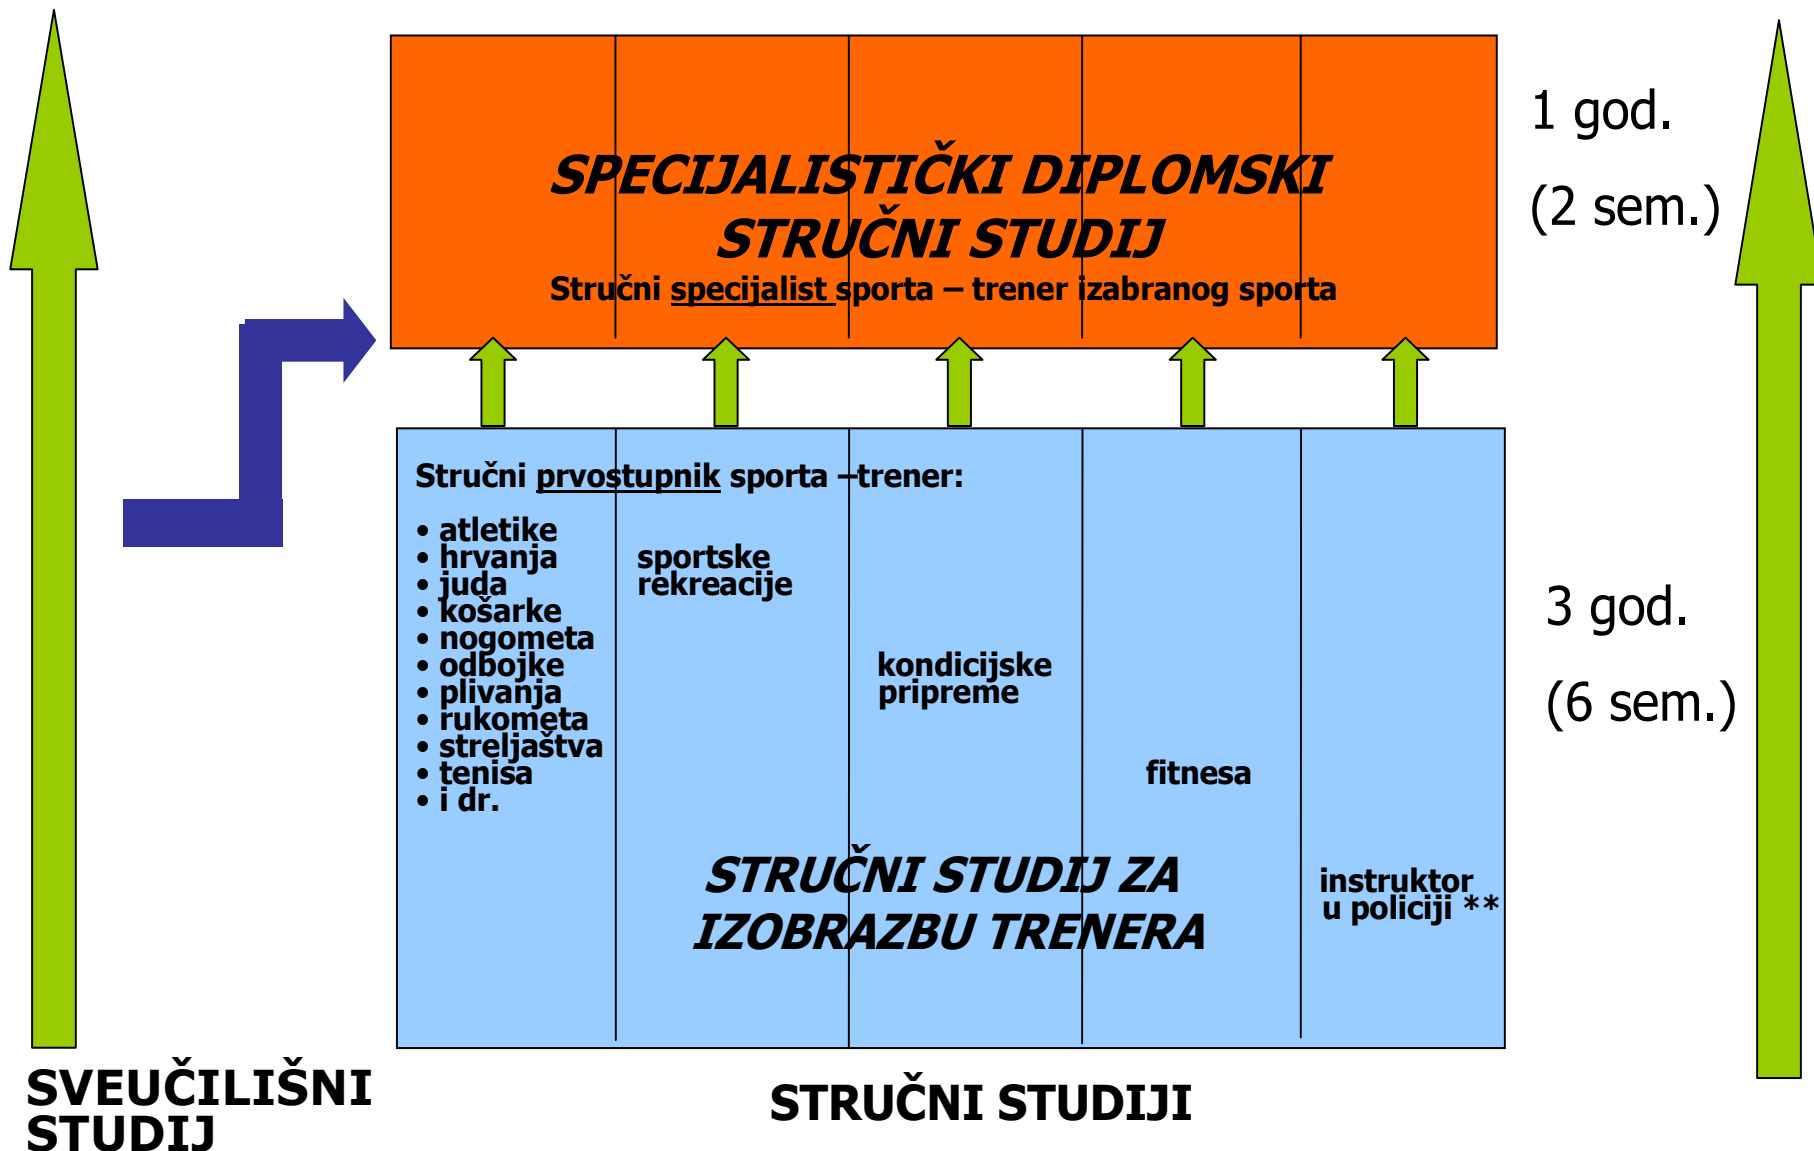 1 god.
(2 sem.)
SPECIJALISTIČKI DIPLOMSKI
STRUČNI STUDIJ
Stručni specijalist sporta – trener izabranog sporta
Stručni prvostupnik sporta –trener:
• atletike
• hrvanja
• juda
• košarke
• nogometa
• odbojke
• plivanja
• rukometa
• streljaštva
• tenisa
• i dr.
sportske
rekreacije
kondicijske
pripreme
fitnesa
instruktor
u policiji **
3 god.
(6 sem.)
STRUČNI STUDIJ ZA
IZOBRAZBU TRENERA
SVEUČILIŠNI
STUDIJ
STRUČNI STUDIJI